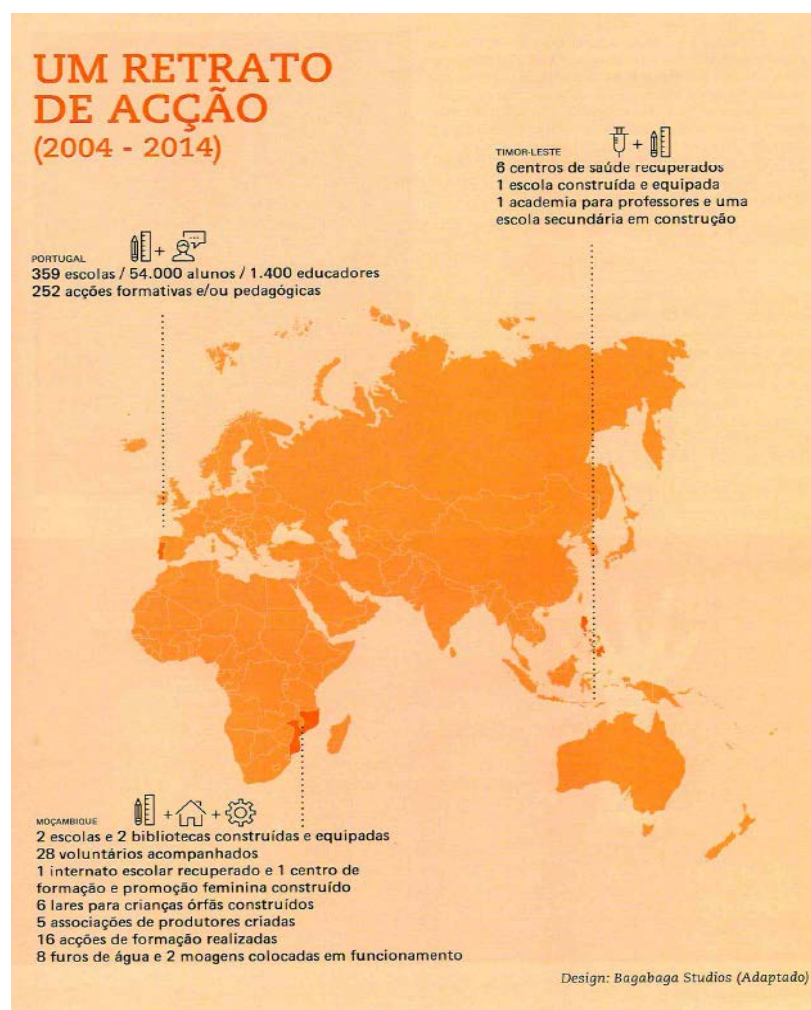 UM RETRATO
DE ACÇÃO
(2004 - 2014)
TIMOR-LESTE
6 centros de saúde recuperados
1 escola construída e equipada
1 academia para professores e uma
escola secundária em construção
PORTUGAL
359 escolas / 54.000 alunos / 1.400 educadores
252 acções formativas e/ou pedagógicas
MOÇAMBIQUE
2 escolas e 2 bibliotecas construídas e equipadas
28 voluntários acompanhados
1 internato escolar recuperado e 1 centro de
formação e promoção feminina construído
6 lares para crianças órfãs construídos
5 associações de produtores criadas
16 acções de formação realizadas
8 furos de água e 2 moagens colocadas em funcionamento
Design: Bagabaga Studios (Adaptado)